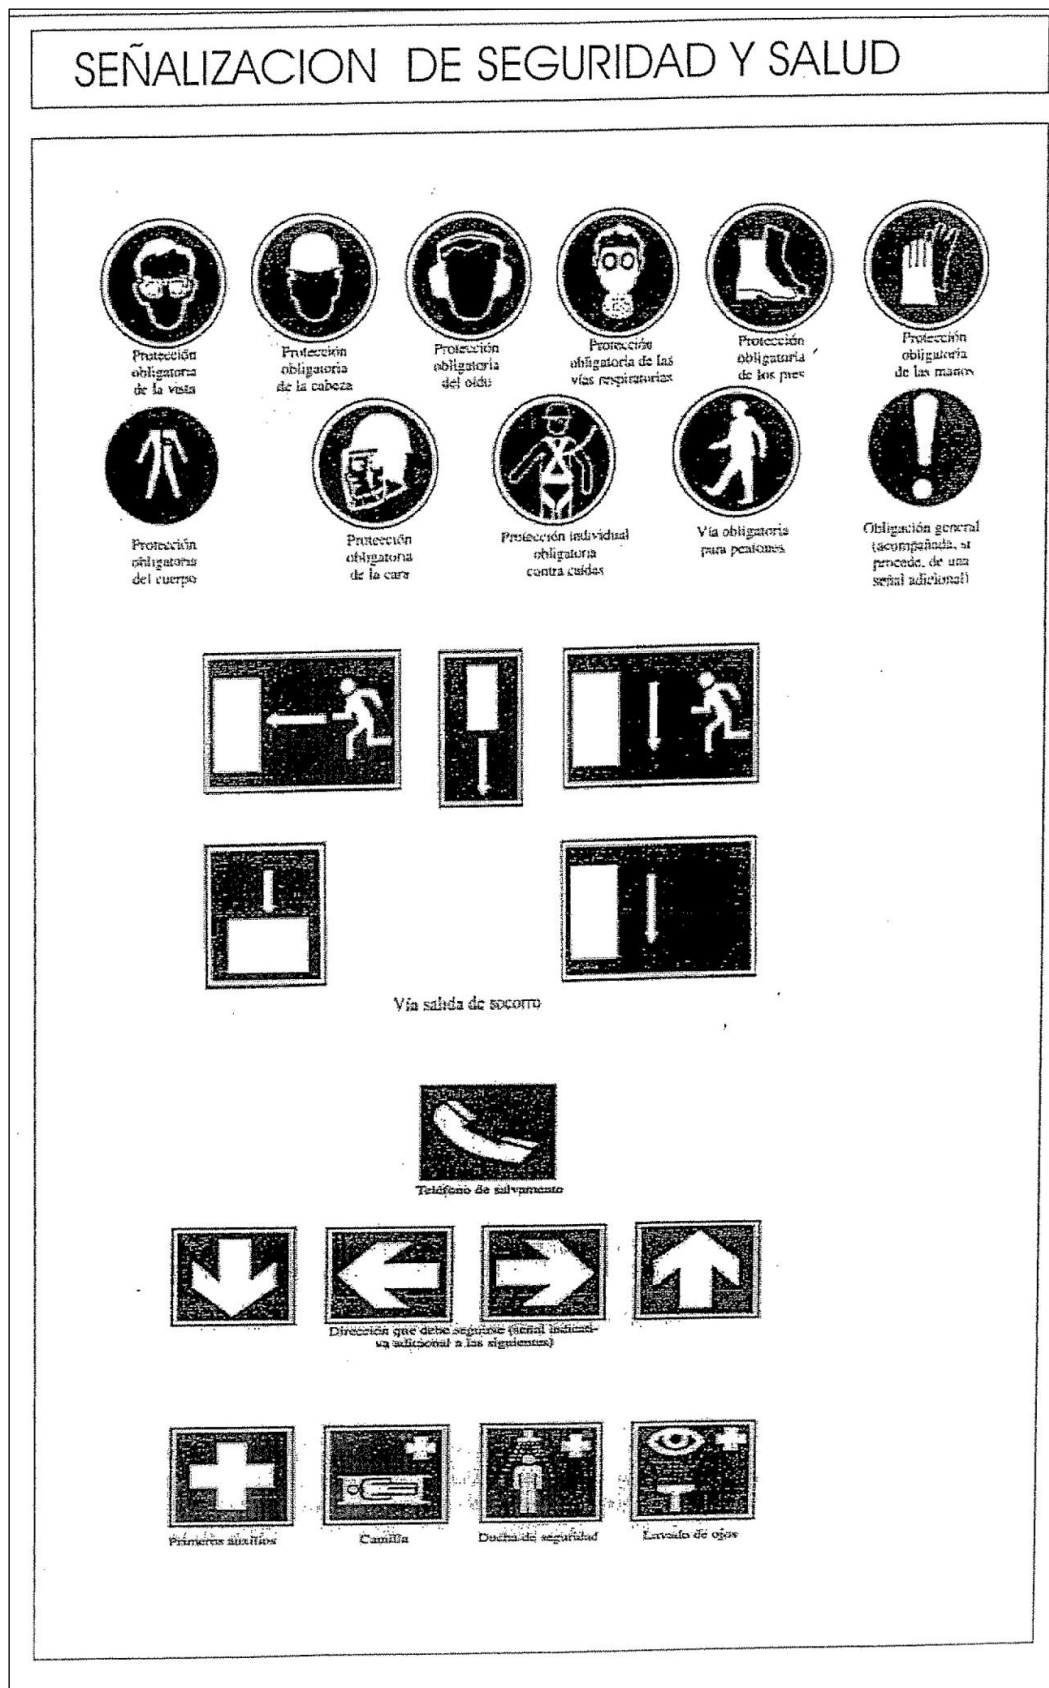 SEÑALIZACION DE SEGURIDAD Y SALUD
Protección
obligatoria
de la vista
Protección
obligatoria
de la cabeza
Protección
obligatoria
del oído
Protección
obligatoria de las
vías respiratorias
Protección
obligatoria
de los pies
Protección
obligatoria
de las manos
Protección
obligatoria
del cuerpo
Protección
obligatoria
de la cara
Protección individual
obligatoria
contra caídas
Vía obligatoria
para peatones
Obligación general
(acompañada, si
procede, de una
señal adicional)
Vía salida de socorro
Teléfono de salvamento
Dirección que debe seguirse (señal indicati-
va adicional a las siguientes)
Primeros auxilios
Camilla
Ducha de seguridad
Lavado de ojos